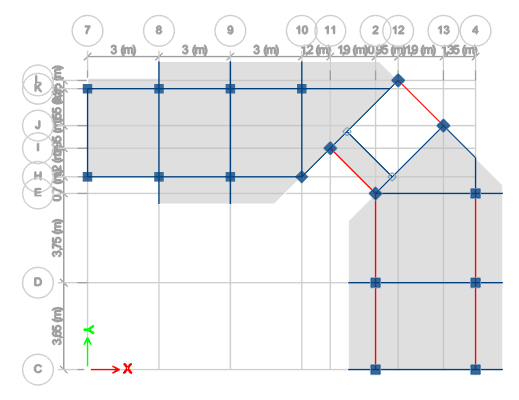 7 8 9 10 11 2 12 13 4
3 (m) 3 (m) 3 (m) 1,2 (m) 1,9 (m) 0,95 (m) 1,9 (m) 1,35 (m)
K
J
I
H
E
3,75 (m)
D
3,65 (m)
Y
X
C